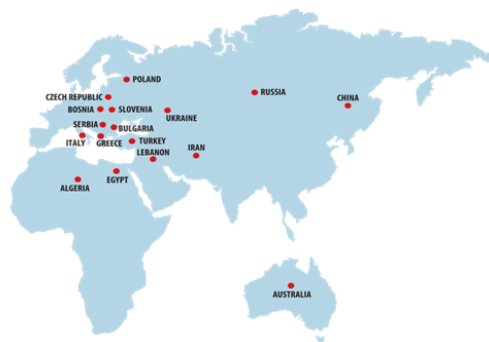 POLAND
RUSSIA
CZECH REPUBLIC
CHINA
BOSNIA
SLOVENIA
UKRAINE
SERBIA
BULGARIA
ITALY
GREECE
TURKEY
LEBANON
IRAN
EGYPT
ALGERIA
AUSTRALIA